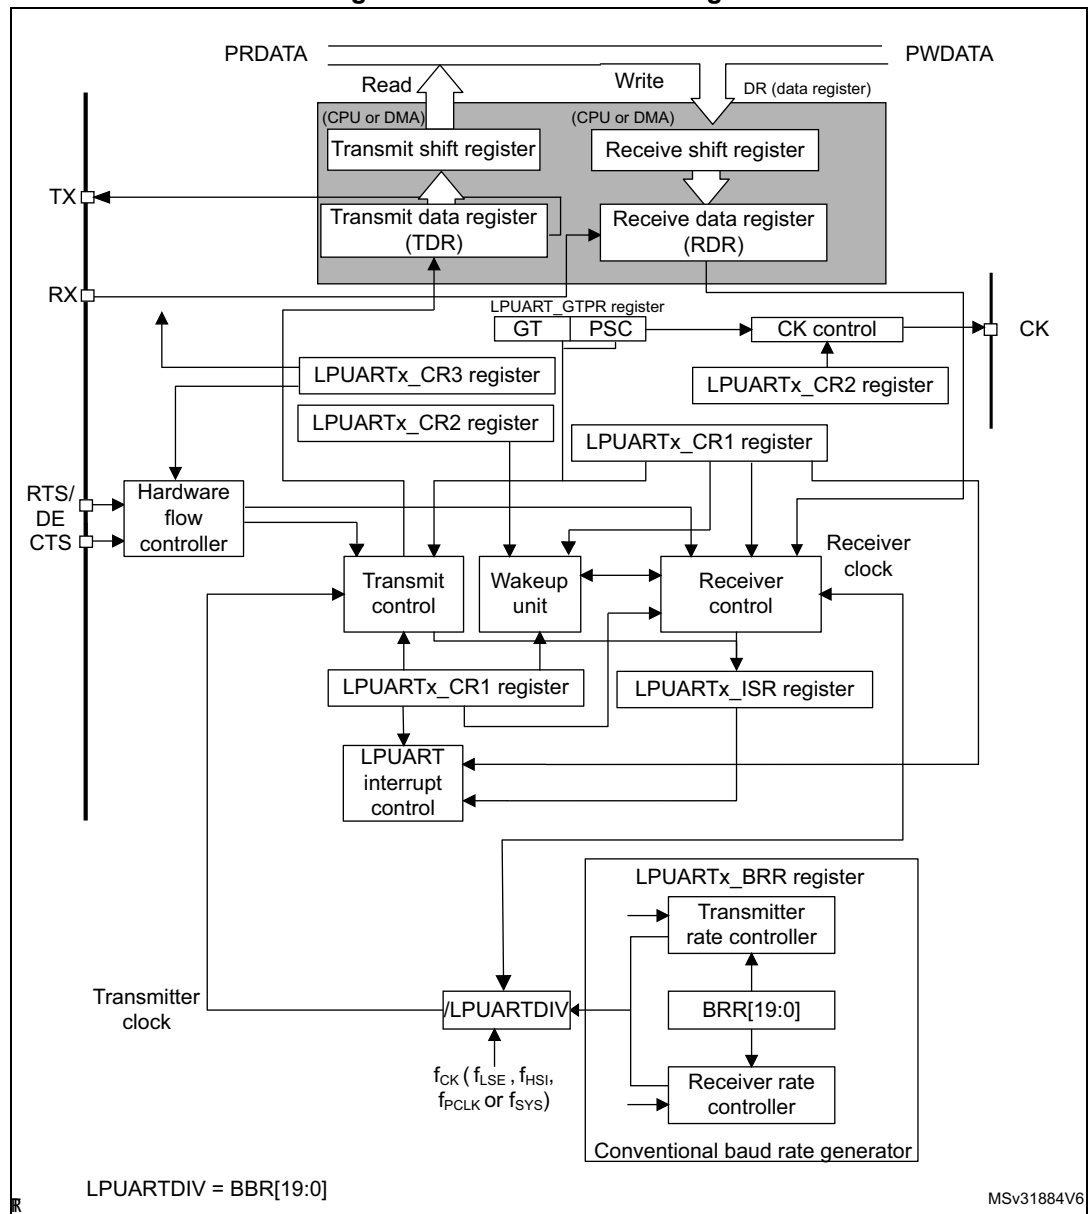 PRDATA
PWDATA
Read
Write
DR (data register)
(CPU or DMA)
(CPU or DMA)
Transmit shift register
Receive shift register
TX
Transmit data register
(TDR)
Receive data register
(RDR)
RX
LPUART_GTPR register
GT
PSC
CK control
CK
LPUARTx_CR3 register
LPUARTx_CR2 register
LPUARTx_CR2 register
LPUARTx_CR1 register
RTS/
DE
CTS
Hardware
flow
controller
Receiver
clock
Transmit
control
Wakeup
unit
Receiver
control
LPUARTx_CR1 register
LPUARTx_ISR register
LPUART
interrupt
control
LPUARTx_BRR register
Transmitter
rate controller
Transmitter
clock
/LPUARTDIV
BRR[19:0]
fCK ( fLSE , fHSI,
fPCLK or fSYS)
Receiver rate
controller
Conventional baud rate generator
LPUARTDIV = BBR[19:0]
MSv31884V6